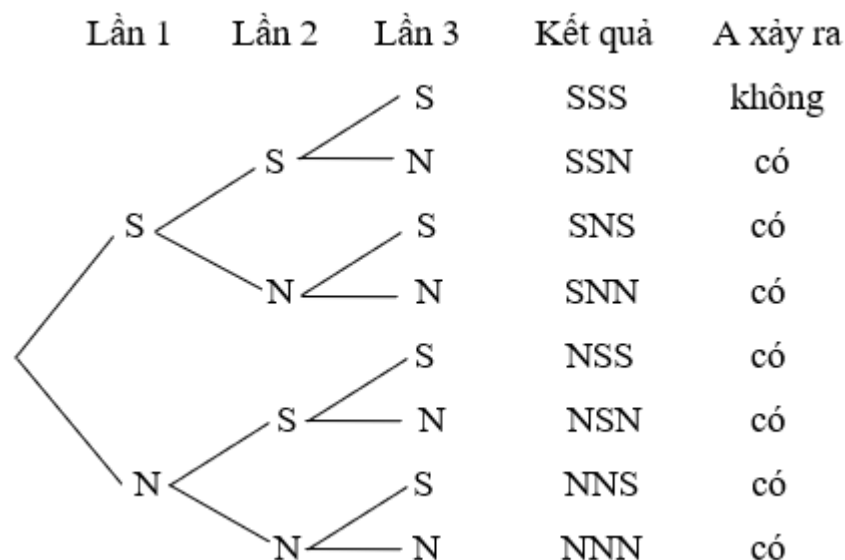 Lần 1 Lần 2 Lần 3 Kết quả A xảy ra
S SSS không
S N SSN có
S S SNS có
N N SNN có
S NSS có
S N NSN có
N S NNS có
N N NNN có